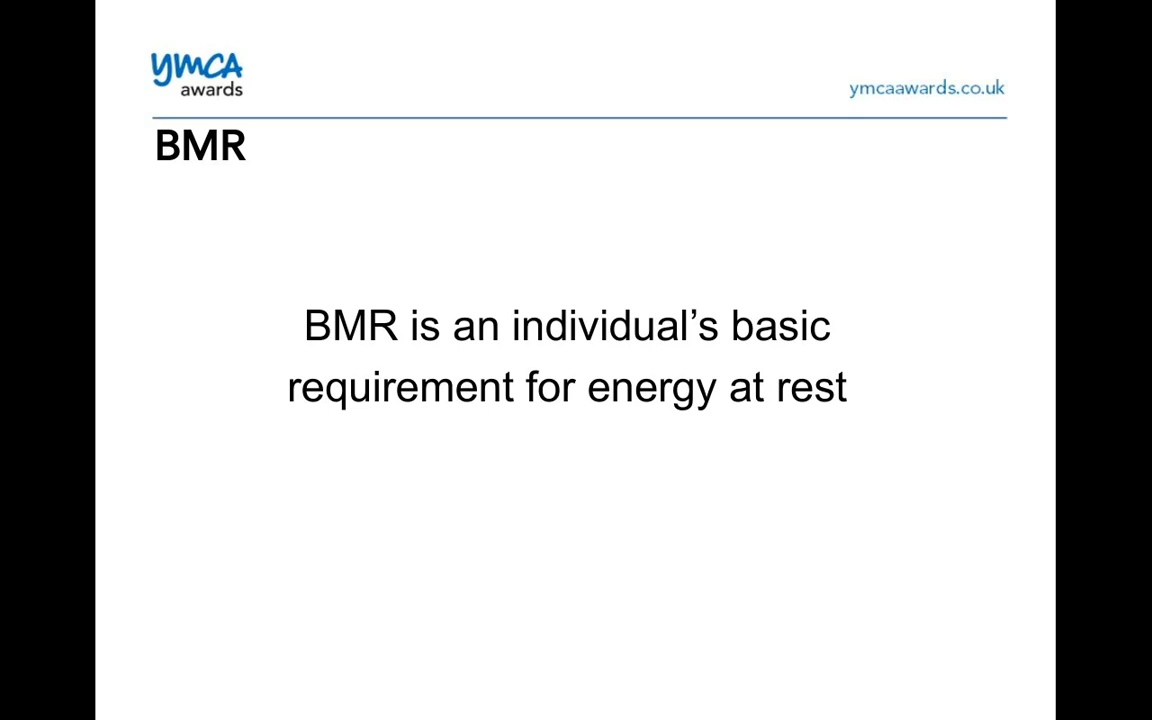 ymca
awards
ymcaawards.co.uk
BMR
BMR is an individual’s basic
requirement for energy at rest